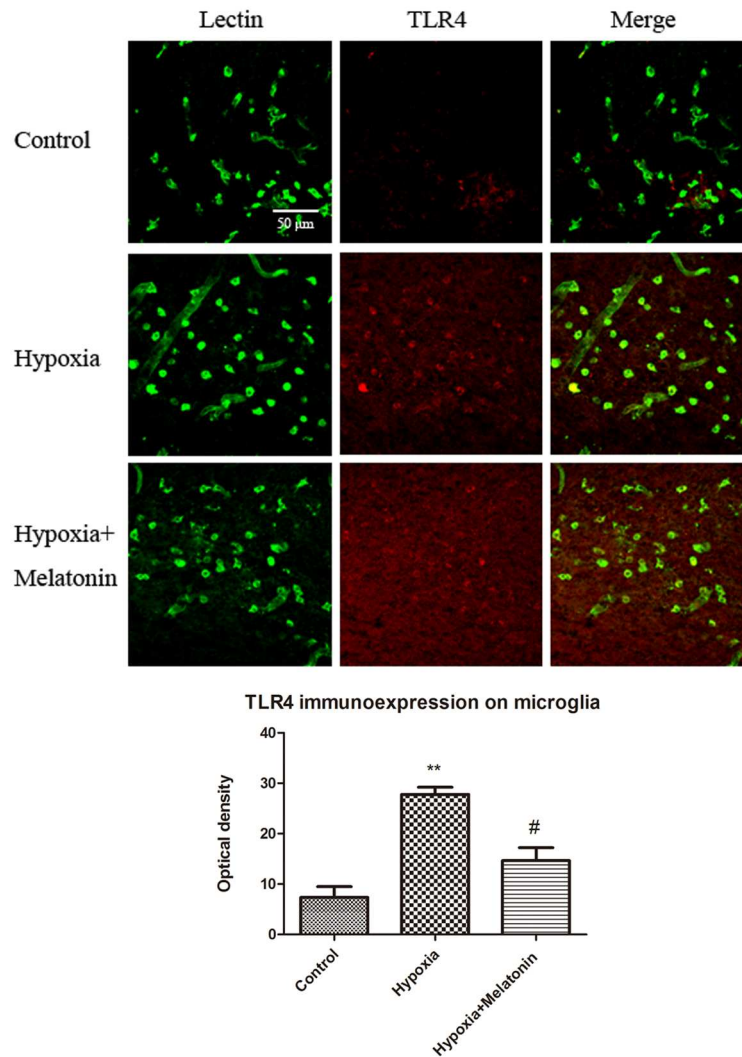 Lectin TLR4 Merge
Control
50 μm
Hypoxia
Hypoxia+
Melatonin
TLR4 immunoexpression on microglia
40
30
20
10
0
Optical density
**
#
Control
Hypoxia
Hypoxia+Melatonin